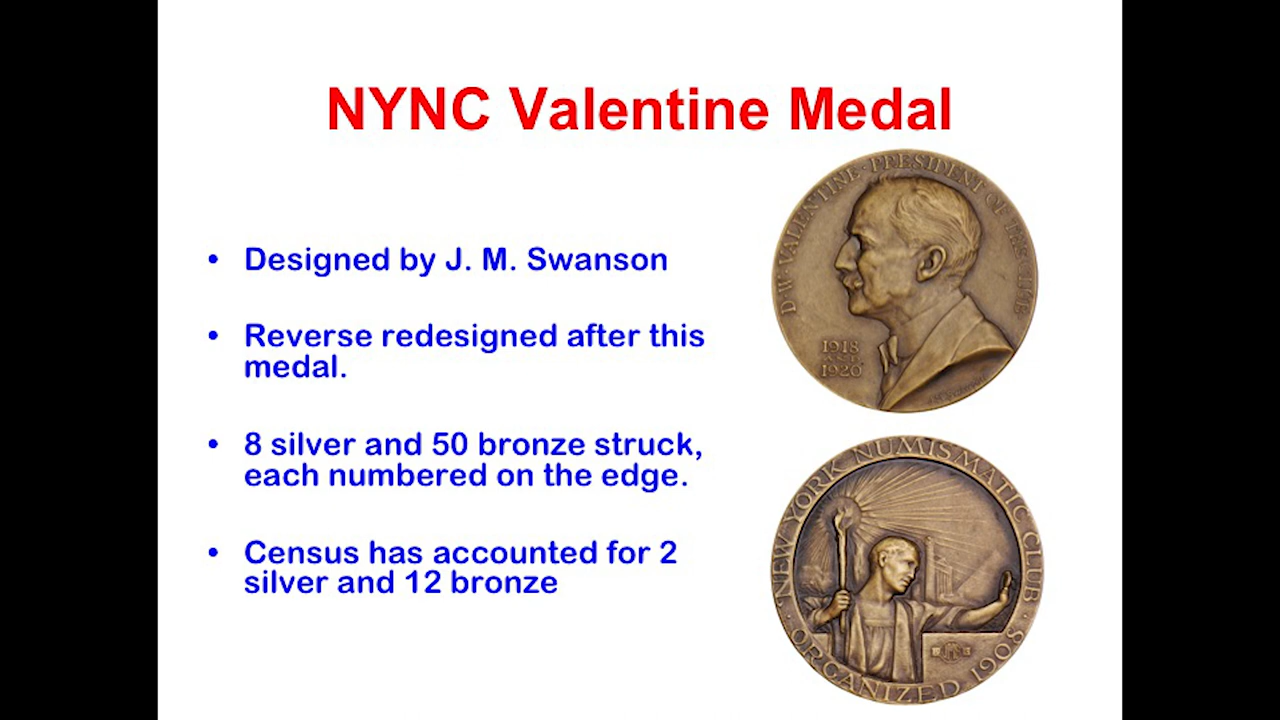 NYNC Valentine Medal
• Designed by J. M. Swanson
• Reverse redesigned after this
medal.
• 8 silver and 50 bronze struck,
each numbered on the edge.
• Census has accounted for 2
silver and 12 bronze
D·W·VALENTINE·PRESIDENT OF THIS CLUB
1918
1920
·NEW YORK NUMISMATIC CLUB·
ORGANIZED 1908